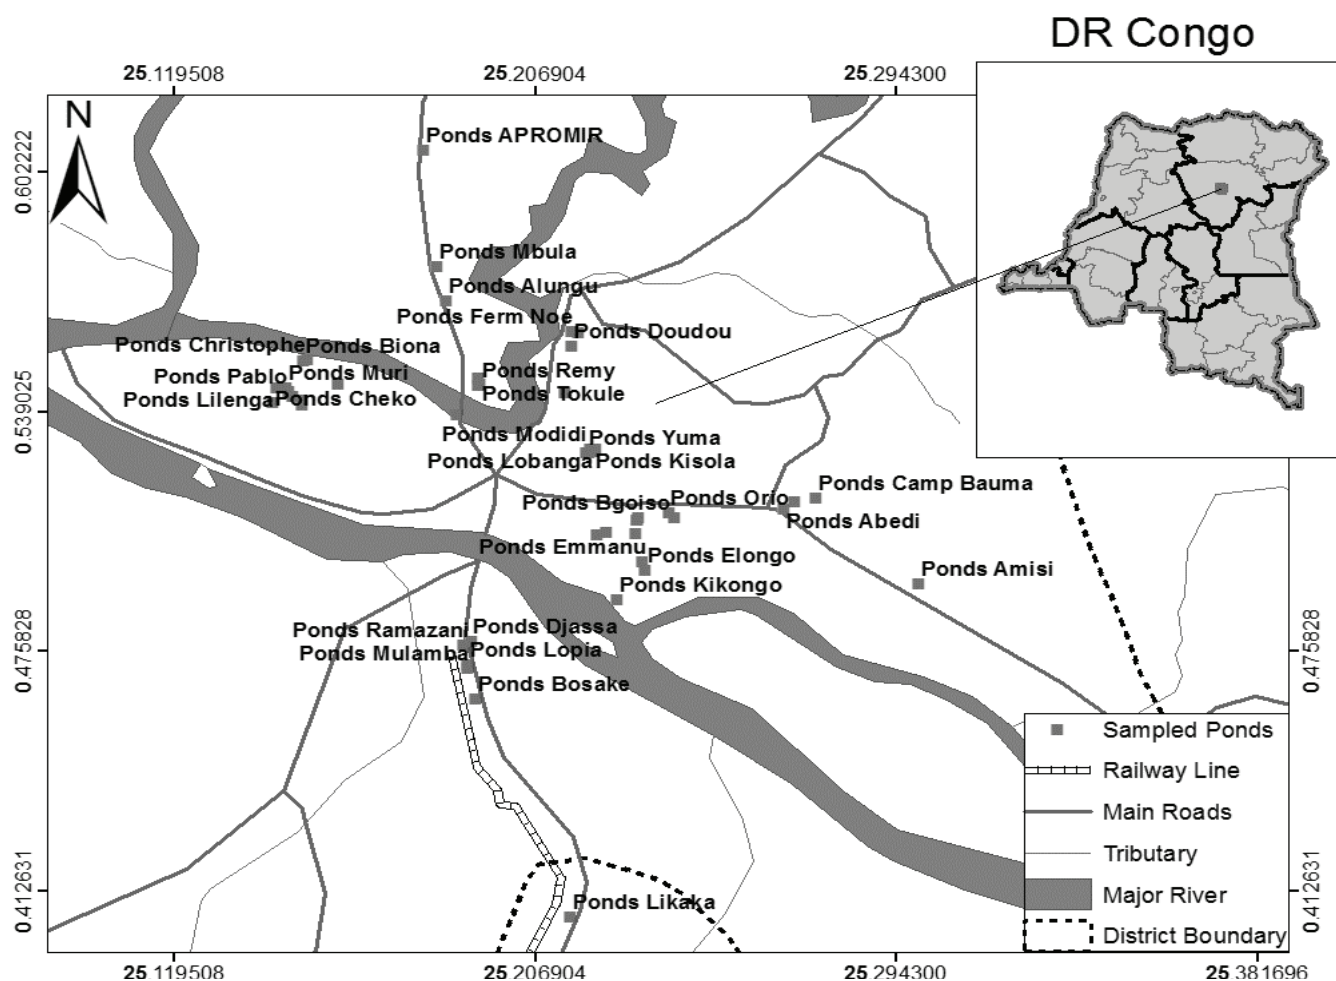 DR Congo
25.119508
25.206904
25.294300
N
0.602222
0.539025
0.475828
0.412631
Ponds APROMIR
Ponds Mbula
Ponds Alungu
Ponds Ferm Noe
Ponds Doudou
Ponds Christophe
Ponds Biona
Ponds Pablo
Ponds Muri
Ponds Remy
Ponds Lilenga
Ponds Cheko
Ponds Tokule
Ponds Modidi
Ponds Yuma
Ponds Lobanga
Ponds Kisola
Ponds Camp Bauma
Ponds Bgoiso
Ponds Orio
Ponds Abedi
Ponds Emmanu
Ponds Elongo
Ponds Amisi
Ponds Kikongo
Ponds Ramazani
Ponds Djassa
Ponds Mulamba
Ponds Lopia
Ponds Bosake
Ponds Likaka
0.475828
0.412631
Sampled Ponds
Railway Line
Main Roads
Tributary
Major River
District Boundary
25.119508
25.206904
25.294300
25.381696